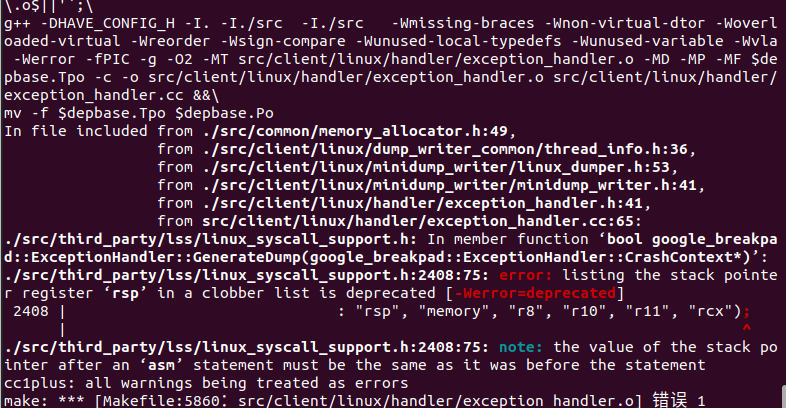 \.o$||'`;\
g++ -DHAVE_CONFIG_H -I. -I./src  -I./src   -Wmissing-braces -Wnon-virtual-dtor -Woverl
oaded-virtual -Wreorder -Wsign-compare -Wunused-local-typedefs -Wunused-variable -Wvla
 -Werror -fPIC -g -O2 -MT src/client/linux/handler/exception_handler.o -MD -MP -MF $de
pbase.Tpo -c -o src/client/linux/handler/exception_handler.o src/client/linux/handler/
exception_handler.cc &&\
mv -f $depbase.Tpo $depbase.Po
In file included from ./src/common/memory_allocator.h:49,
                 from ./src/client/linux/dump_writer_common/thread_info.h:36,
                 from ./src/client/linux/minidump_writer/linux_dumper.h:53,
                 from ./src/client/linux/minidump_writer/minidump_writer.h:41,
                 from ./src/client/linux/handler/exception_handler.h:41,
                 from src/client/linux/handler/exception_handler.cc:65:
./src/third_party/lss/linux_syscall_support.h: In member function ‘bool google_breakpa
d::ExceptionHandler::GenerateDump(google_breakpad::ExceptionHandler::CrashContext*)’:
./src/third_party/lss/linux_syscall_support.h:2408:75: error: listing the stack pointe
r register ‘rsp’ in a clobber list is deprecated [-Werror=deprecated]
 2408 |                              : "rsp", "memory", "r8", "r10", "r11", "rcx");
      |                                                                           ^
./src/third_party/lss/linux_syscall_support.h:2408:75: note: the value of the stack po
inter after an ‘asm’ statement must be the same as it was before the statement
cc1plus: all warnings being treated as errors
make: *** [Makefile:5860：src/client/linux/handler/exception_handler.o] 错误 1